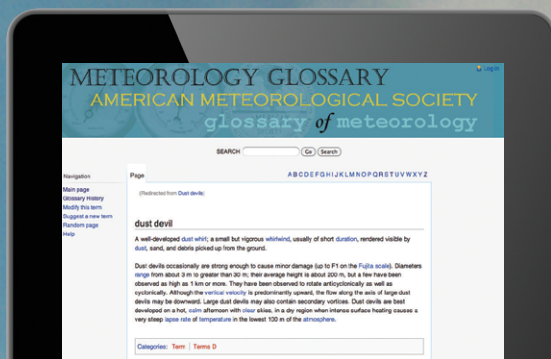 METEOROLOGY GLOSSARY
Log in
AMERICAN METEOROLOGICAL SOCIETY
glossary of meteorology
SEARCH Go Search
Navigation
Main page
Glossary History
Modify this term
Suggest a new term
Random page
Help
Page
A B C D E F G H I J K L M N O P Q R S T U V W X Y Z
(Redirected from Dust devils)
dust devil
A well-developed dust whirl; a small but vigorous whirlwind, usually of short duration, rendered visible by
dust, sand, and debris picked up from the ground.
Dust devils occasionally are strong enough to cause minor damage (up to F1 on the Fujita scale). Diameters
range from about 3 m to greater than 30 m; their average height is about 200 m, but a few have been
observed as high as 1 km or more. They have been observed to rotate anticyclonically as well as
cyclonically. Although the vertical velocity is predominantly upward, the flow along the axis of large dust
devils may be downward. Large dust devils may also contain secondary vortices. Dust devils are best
developed on a hot, calm afternoon with clear skies, in a dry region when intense surface heating causes a
very steep lapse rate of temperature in the lowest 100 m of the atmosphere.
Categories: Term | Terms D